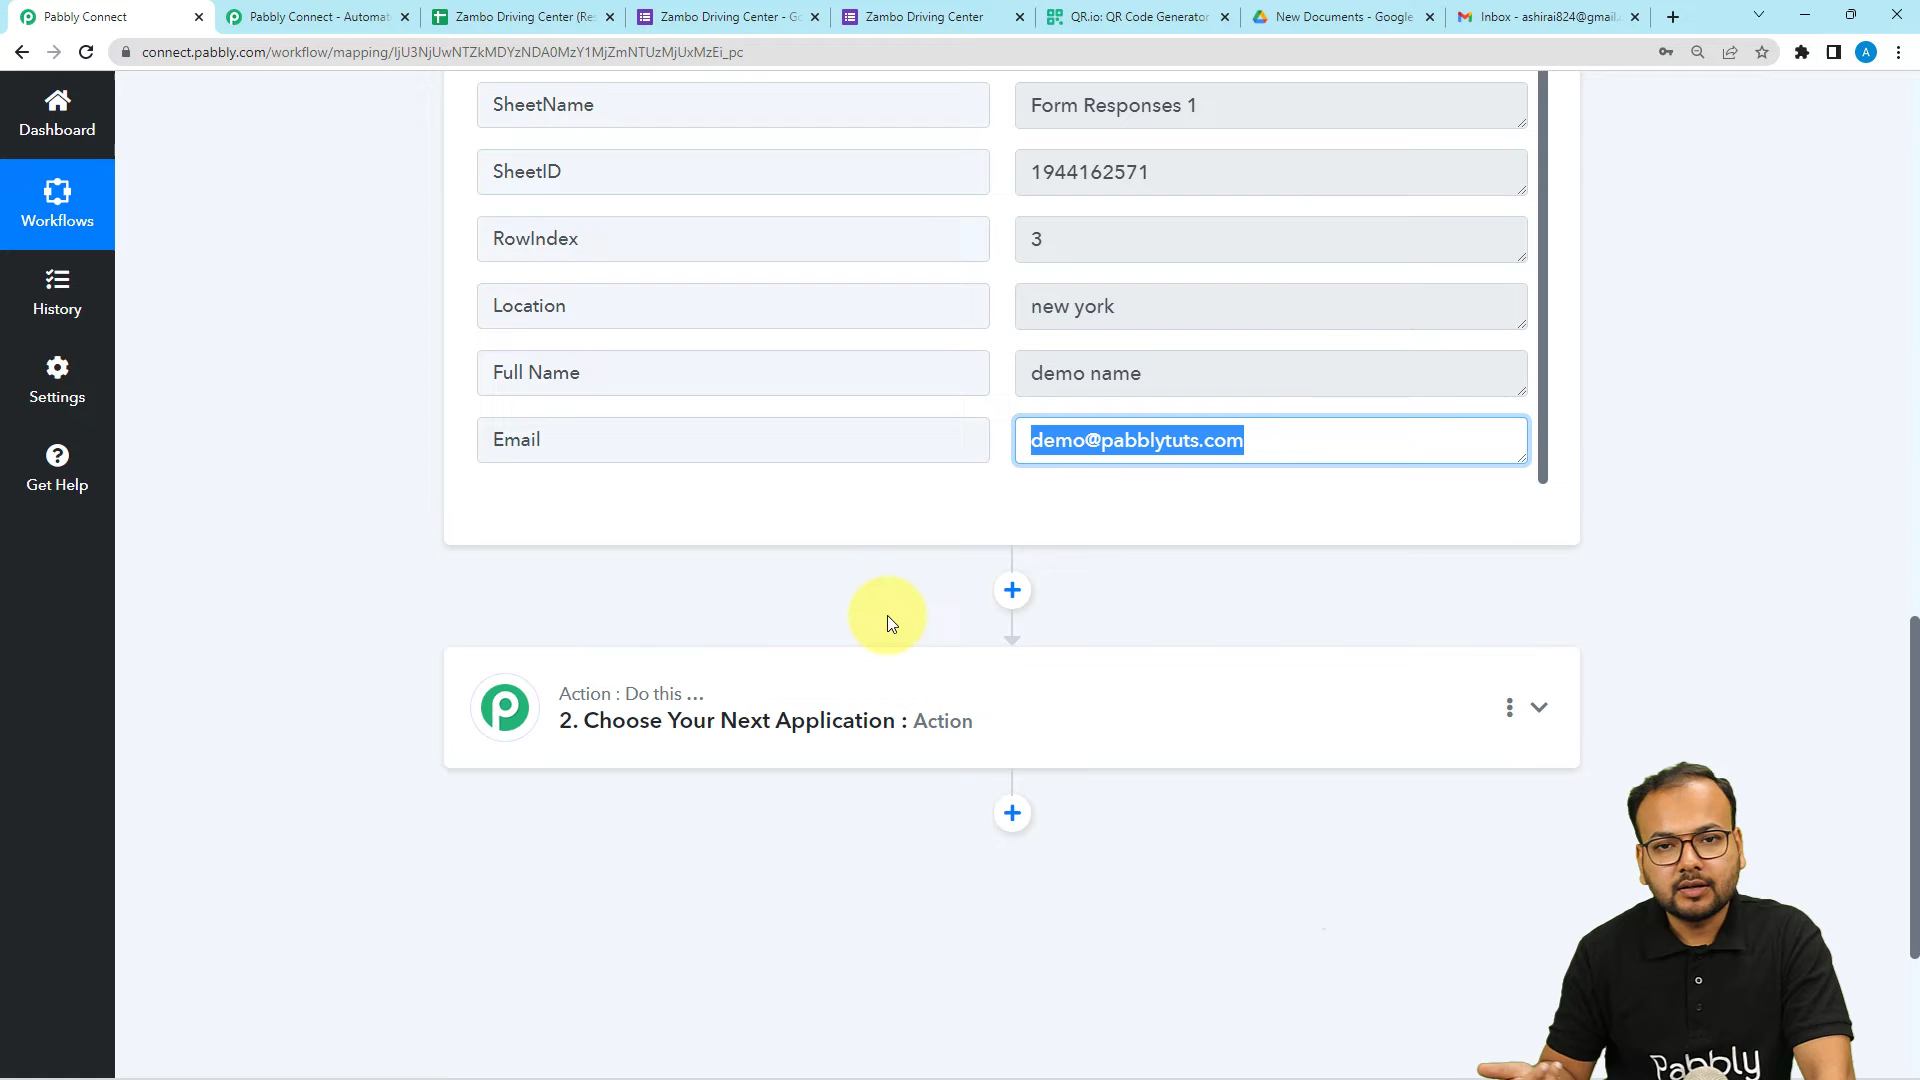 Pabbly Connect
Pabbly Connect - Automat
Zambo Driving Center (Res
Zambo Driving Center - Go
Zambo Driving Center
QR.io: QR Code Generator
New Documents - Google
Inbox - ashirai824@gmail.
connect.pabbly.com/workflow/mapping/IjU3NjUwNTZkMDYzNDA0MzY1MjZmNTUzMjUxMzEi_pc
A
Dashboard
Workflows
History
Settings
Get Help
SheetName
Form Responses 1
SheetID
1944162571
RowIndex
3
Location
new york
Full Name
demo name
Email
demo@pabblytuts.com
Action : Do this ...
2. Choose Your Next Application : Action
Pabbly